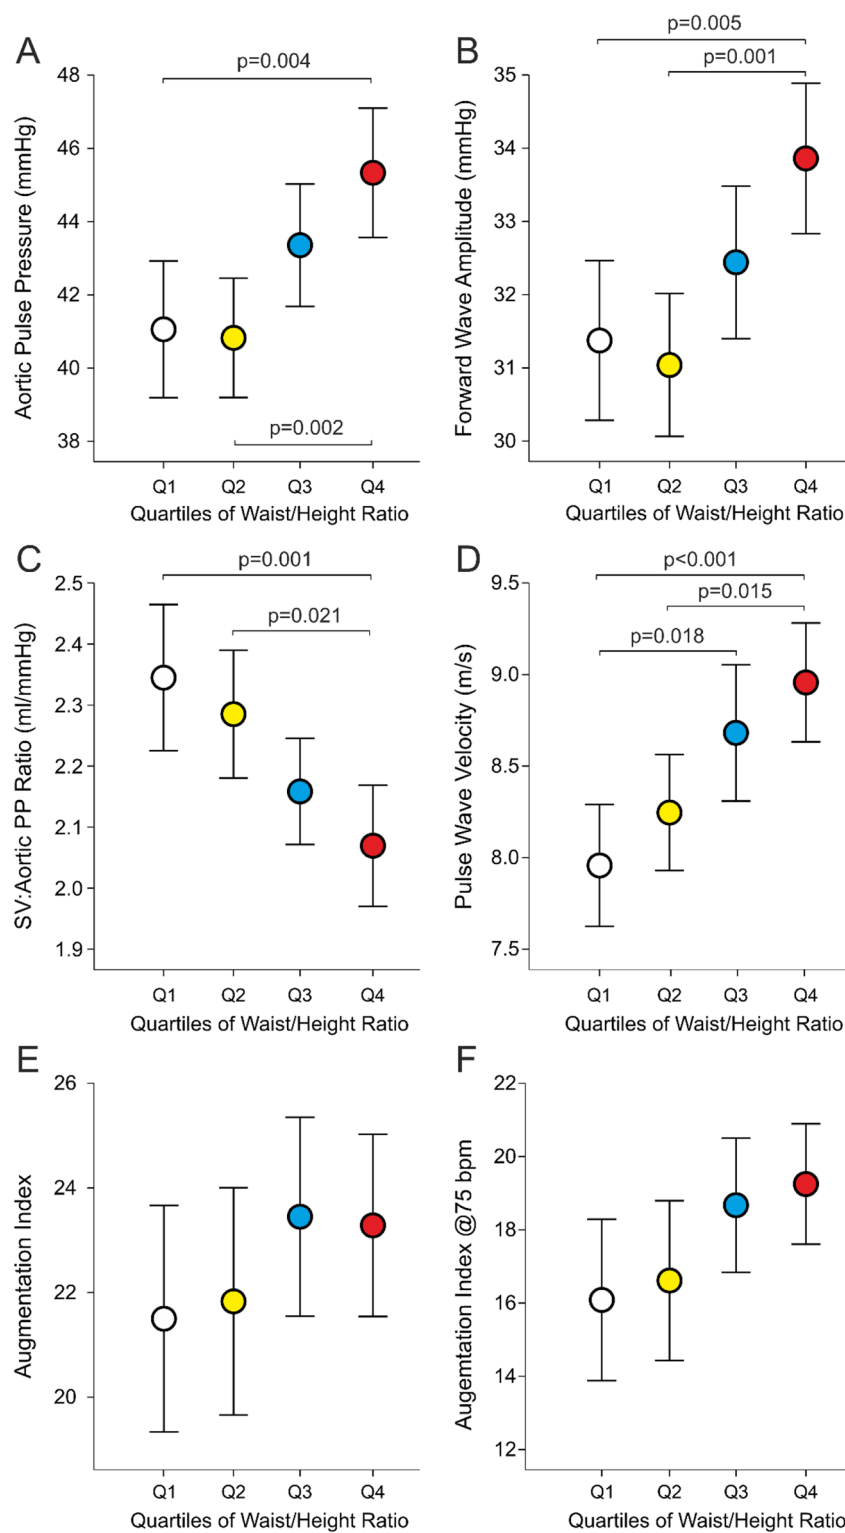 A
p=0.004
48
46
44
42
40
38
Aortic Pulse Pressure (mmHg)
p=0.002
Q1 Q2 Q3 Q4
Quartiles of Waist/Height Ratio
B
p=0.005
p=0.001
35
34
33
32
31
30
Forward Wave Amplitude (mmHg)
Q1 Q2 Q3 Q4
Quartiles of Waist/Height Ratio
C
p=0.001
p=0.021
2.5
2.4
2.3
2.2
2.1
2.0
1.9
SV:Aortic PP Ratio (ml/mmHg)
Q1 Q2 Q3 Q4
Quartiles of Waist/Height Ratio
D
p<0.001
p=0.015
p=0.018
9.5
9.0
8.5
8.0
7.5
Pulse Wave Velocity (m/s)
Q1 Q2 Q3 Q4
Quartiles of Waist/Height Ratio
E
26
24
22
20
Augmentation Index
Q1 Q2 Q3 Q4
Quartiles of Waist/Height Ratio
F
22
20
18
16
14
12
Augemtation Index @75 bpm
Q1 Q2 Q3 Q4
Quartiles of Waist/Height Ratio